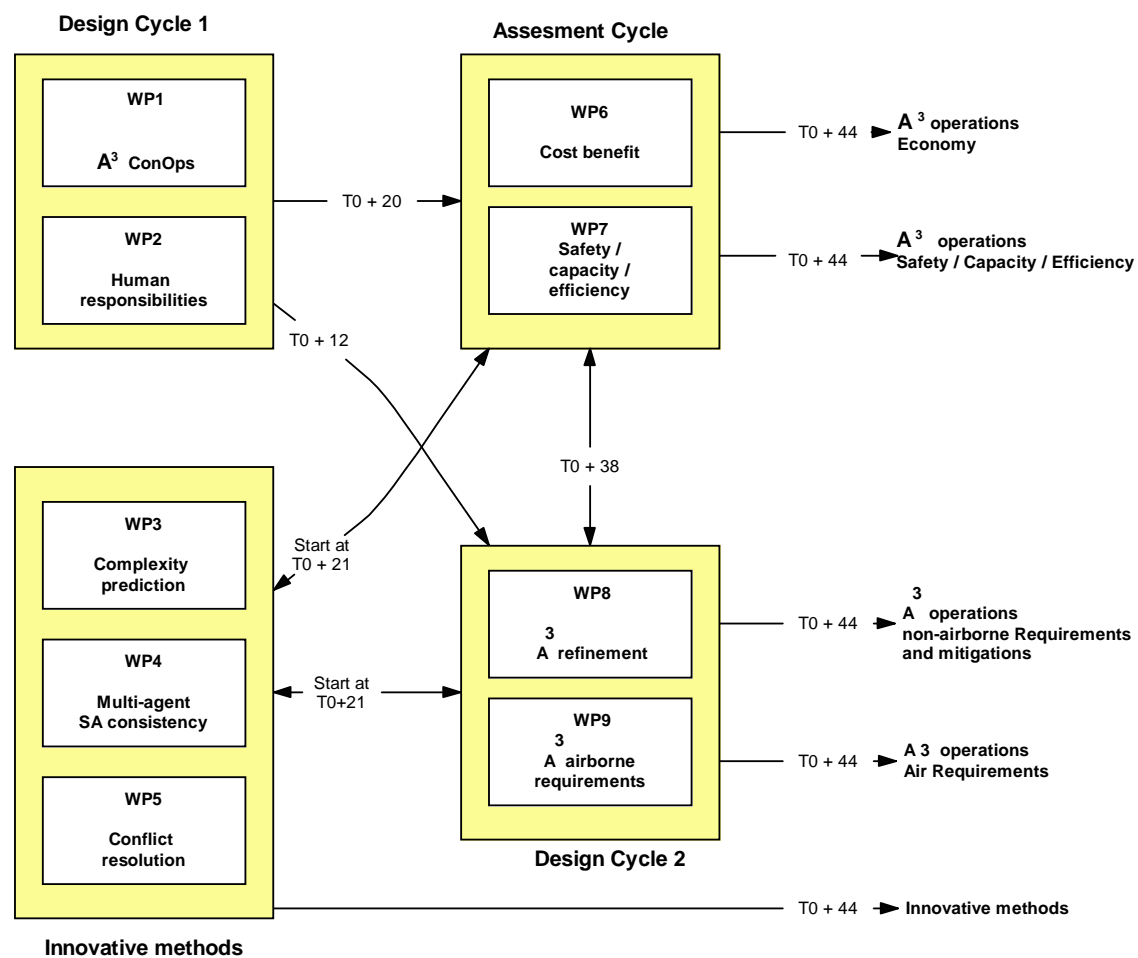 Design Cycle 1
WP1
A³ ConOps
WP2
Human
responsibilities
T0 + 20
T0 + 12
Assesment Cycle
WP6
Cost benefit
WP7
Safety /
capacity /
efficiency
T0 + 44
A ³ operations
Economy
T0 + 44
A ³ operations
Safety / Capacity / Efficiency
T0 + 38
Start at
T0 + 21
WP3
Complexity
prediction
WP4
Multi-agent
SA consistency
WP5
Conflict
resolution
Innovative methods
Start at
T0+21
WP8
3
A refinement
WP9
3
A airborne
requirements
Design Cycle 2
T0 + 44
3
A operations
non-airborne Requirements
and mitigations
T0 + 44
A 3 operations
Air Requirements
T0 + 44
Innovative methods